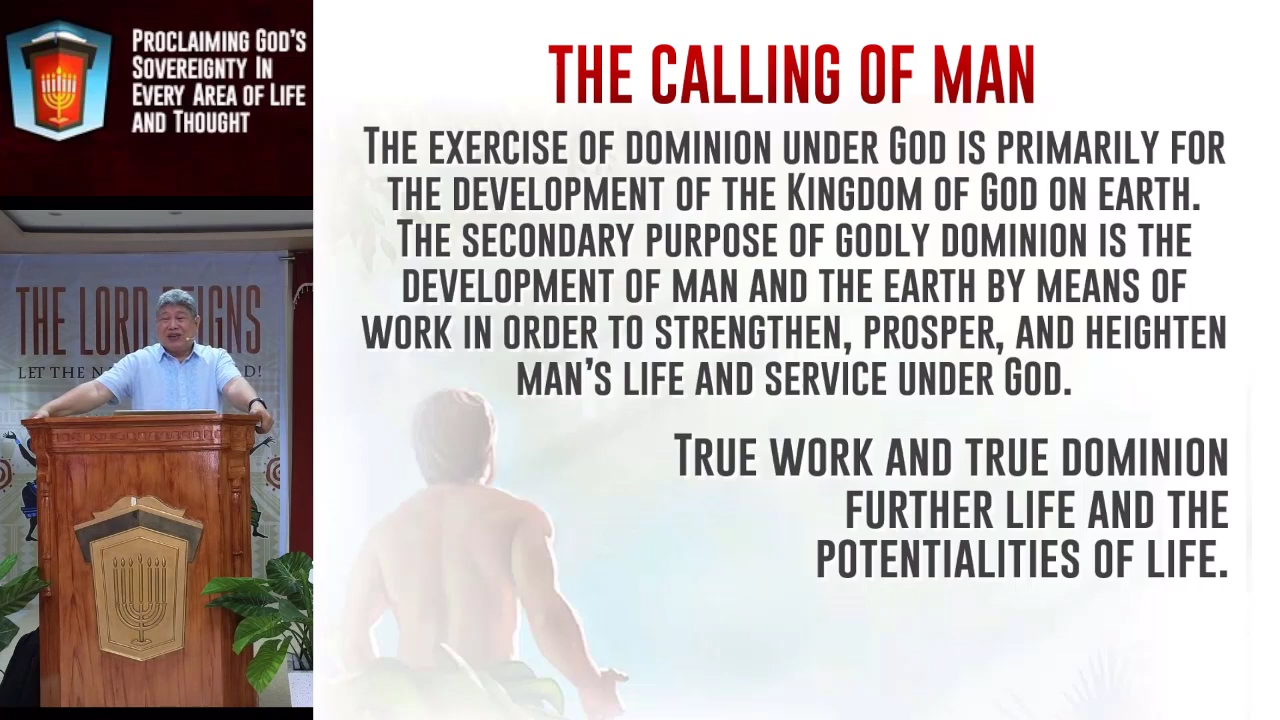 PROCLAIMING GOD'S
SOVEREIGNTY IN
EVERY AREA OF LIFE
AND THOUGHT
THE LORD REIGNS
LET THE
D!
THE CALLING OF MAN
THE EXERCISE OF DOMINION UNDER GOD IS PRIMARILY FOR
THE DEVELOPMENT OF THE KINGDOM OF GOD ON EARTH.
THE SECONDARY PURPOSE OF GODLY DOMINION IS THE
DEVELOPMENT OF MAN AND THE EARTH BY MEANS OF
WORK IN ORDER TO STRENGTHEN, PROSPER, AND HEIGHTEN
MAN'S LIFE AND SERVICE UNDER GOD.
TRUE WORK AND TRUE DOMINION
FURTHER LIFE AND THE
POTENTIALITIES OF LIFE.